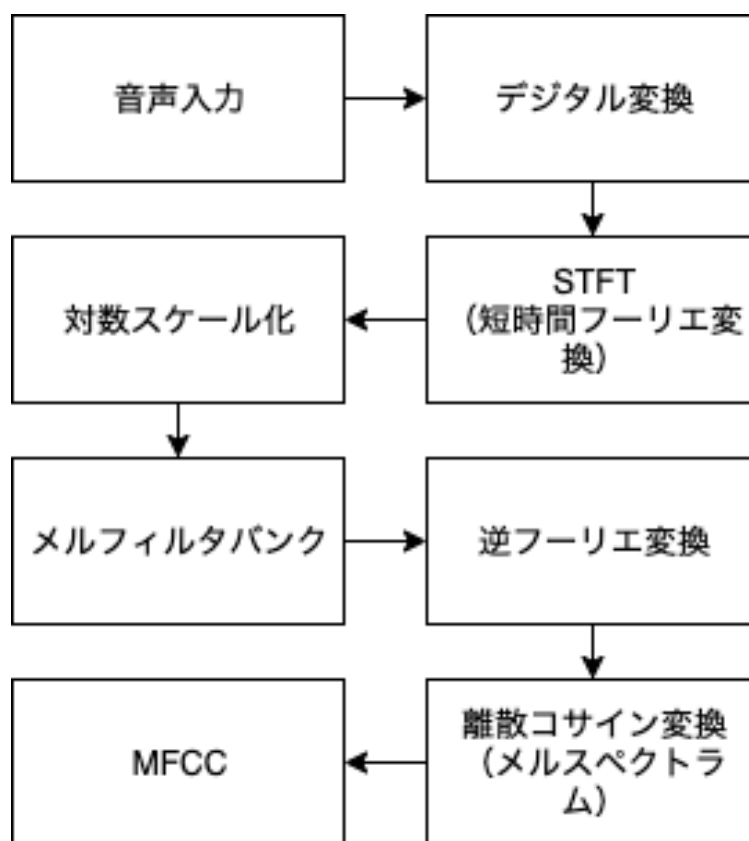 音声入力
デジタル変換
STFT
（短時間フーリエ変
換）
対数スケール化
メルフィルタバンク
逆フーリエ変換
離散コサイン変換
（メルスペクトラ
ム）
MFCC